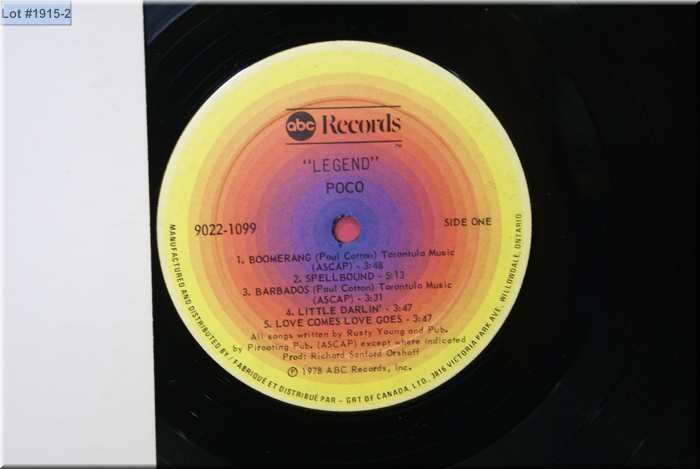 Lot #1915-2
abc Records
TM
"LEGEND"
POCO
9022-1099
SIDE ONE
1. BOOMERANG (Paul Cotton) Tarantula Music
(ASCAP) - 3:48
2. SPELLBOUND - 5:13
3. BARBADOS (Paul Cotton) Tarantula Music
(ASCAP) - 3:31
4. LITTLE DARLIN' - 3:47
5. LOVE COMES LOVE GOES - 3:47
All songs written by Rusty Young and Pub.
by Pirooting Pub. (ASCAP) except where indicated
Prod: Richard Sanford Orshoff
Ⓟ 1978 ABC Records, Inc.
MANUFACTURED AND DISTRIBUTED BY / FABRIQUÉ ET DISTRIBUÉ PAR - GRT OF CANADA, LTD., 3816 VICTORIA PARK AVE. WILLOWDALE, ONTARIO